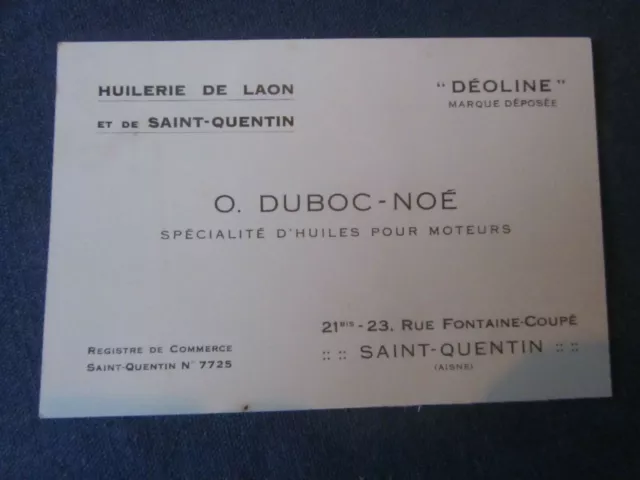 HUILERIE DE LAON
ET DE SAINT-QUENTIN
"DÉOLINE"
MARQUE DÉPOSÉE
O. DUBOC-NOÉ
SPÉCIALITÉ D'HUILES POUR MOTEURS
21BIS - 23, RUE FONTAINE-COUPÉ
:: :: SAINT-QUENTIN :: ::
(AISNE)
REGISTRE DE COMMERCE
SAINT-QUENTIN N° 7725